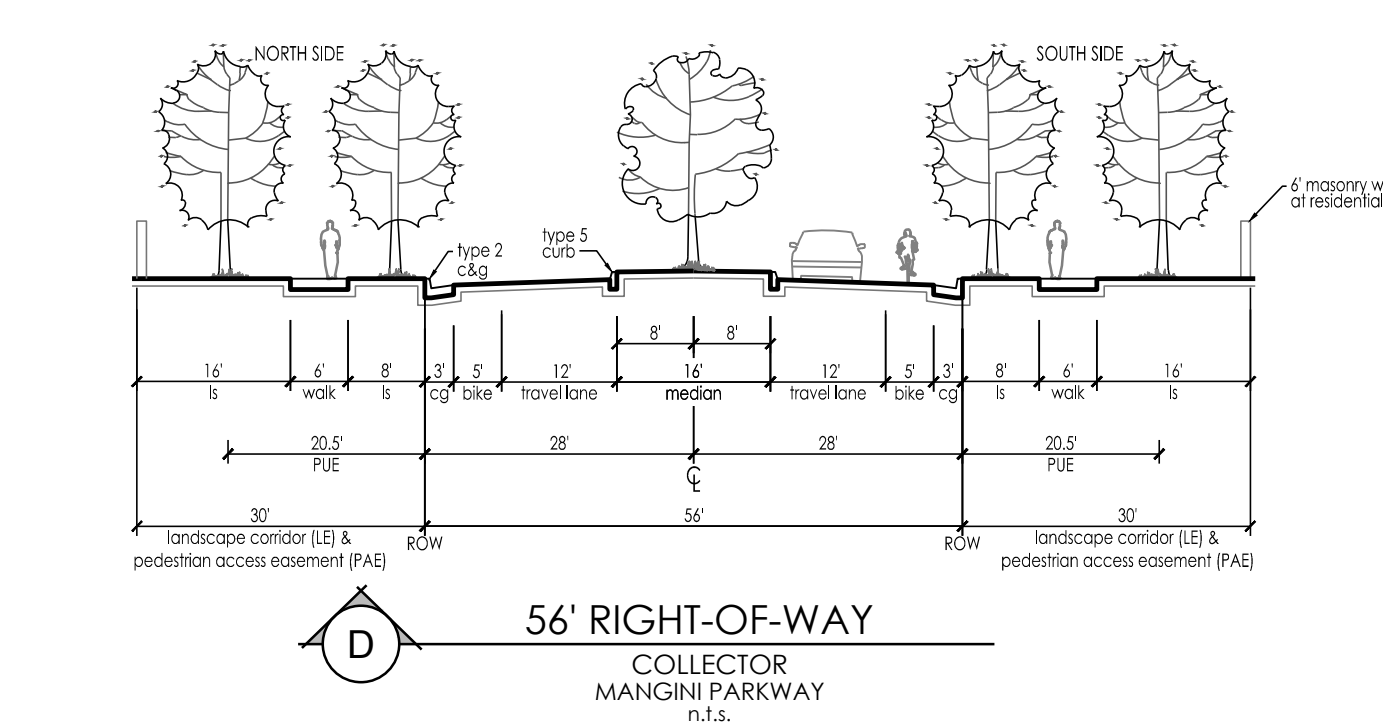 NORTH SIDE
SOUTH SIDE
6' masonry w
at residential
type 2
c&g
type 5
curb
8' 8'
16' 6' 8' 3' 5' 12' 16' 12' 5' 3' 8' 6' 16'
ls walk ls cg bike travel lane median travel lane bike cg ls walk ls
20.5' 28' 28' 20.5'
PUE PUE
CL
30' 56' 30'
landscape corridor (LE) &
pedestrian access easement (PAE)
ROW
ROW
landscape corridor (LE) &
pedestrian access easement (PAE)
D
56' RIGHT-OF-WAY
COLLECTOR
MANGINI PARKWAY
n.t.s.